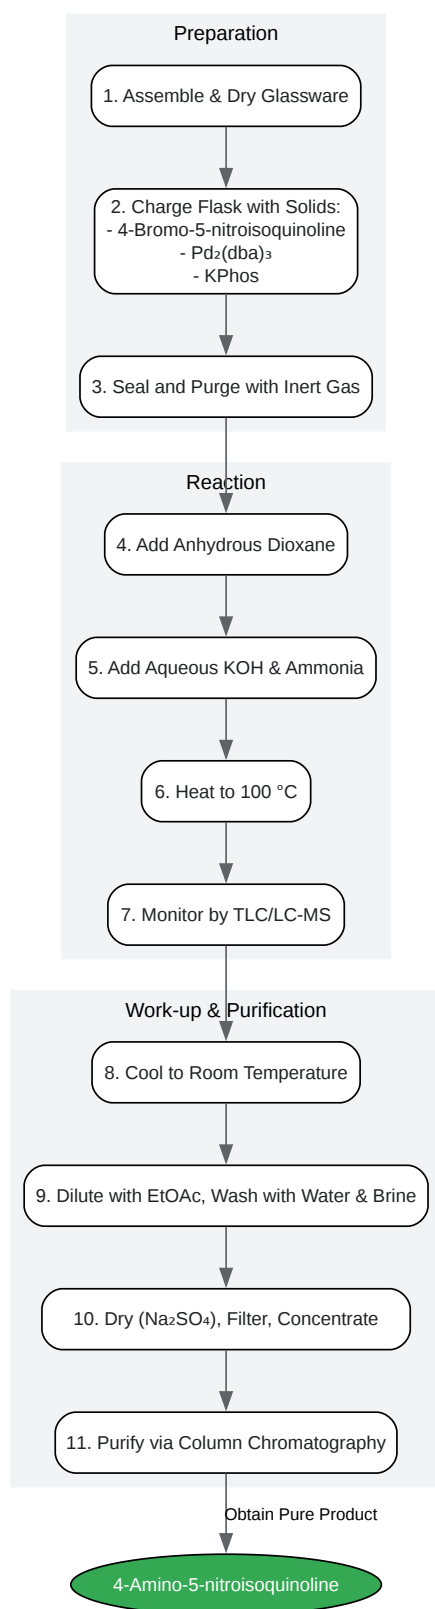 Preparation
1. Assemble & Dry Glassware
2. Charge Flask with Solids:
- 4-Bromo-5-nitroisoquinoline
- Pd₂(dba)₃
- KPhos
3. Seal and Purge with Inert Gas
Reaction
4. Add Anhydrous Dioxane
5. Add Aqueous KOH & Ammonia
6. Heat to 100 °C
7. Monitor by TLC/LC-MS
Work-up & Purification
8. Cool to Room Temperature
9. Dilute with EtOAc, Wash with Water & Brine
10. Dry (Na₂SO₄), Filter, Concentrate
11. Purify via Column Chromatography
Obtain Pure Product
4-Amino-5-nitroisoquinoline